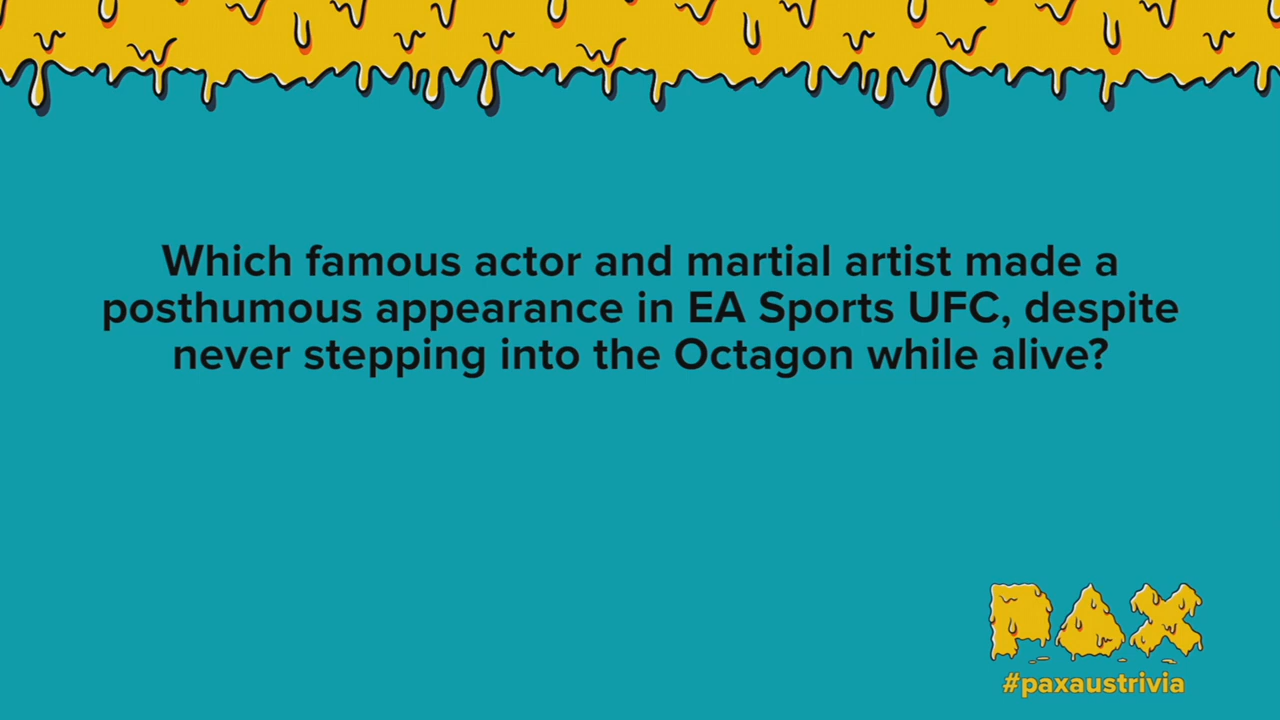 Which famous actor and martial artist made a
posthumous appearance in EA Sports UFC, despite
never stepping into the Octagon while alive?
PAX
#paxaustrivia